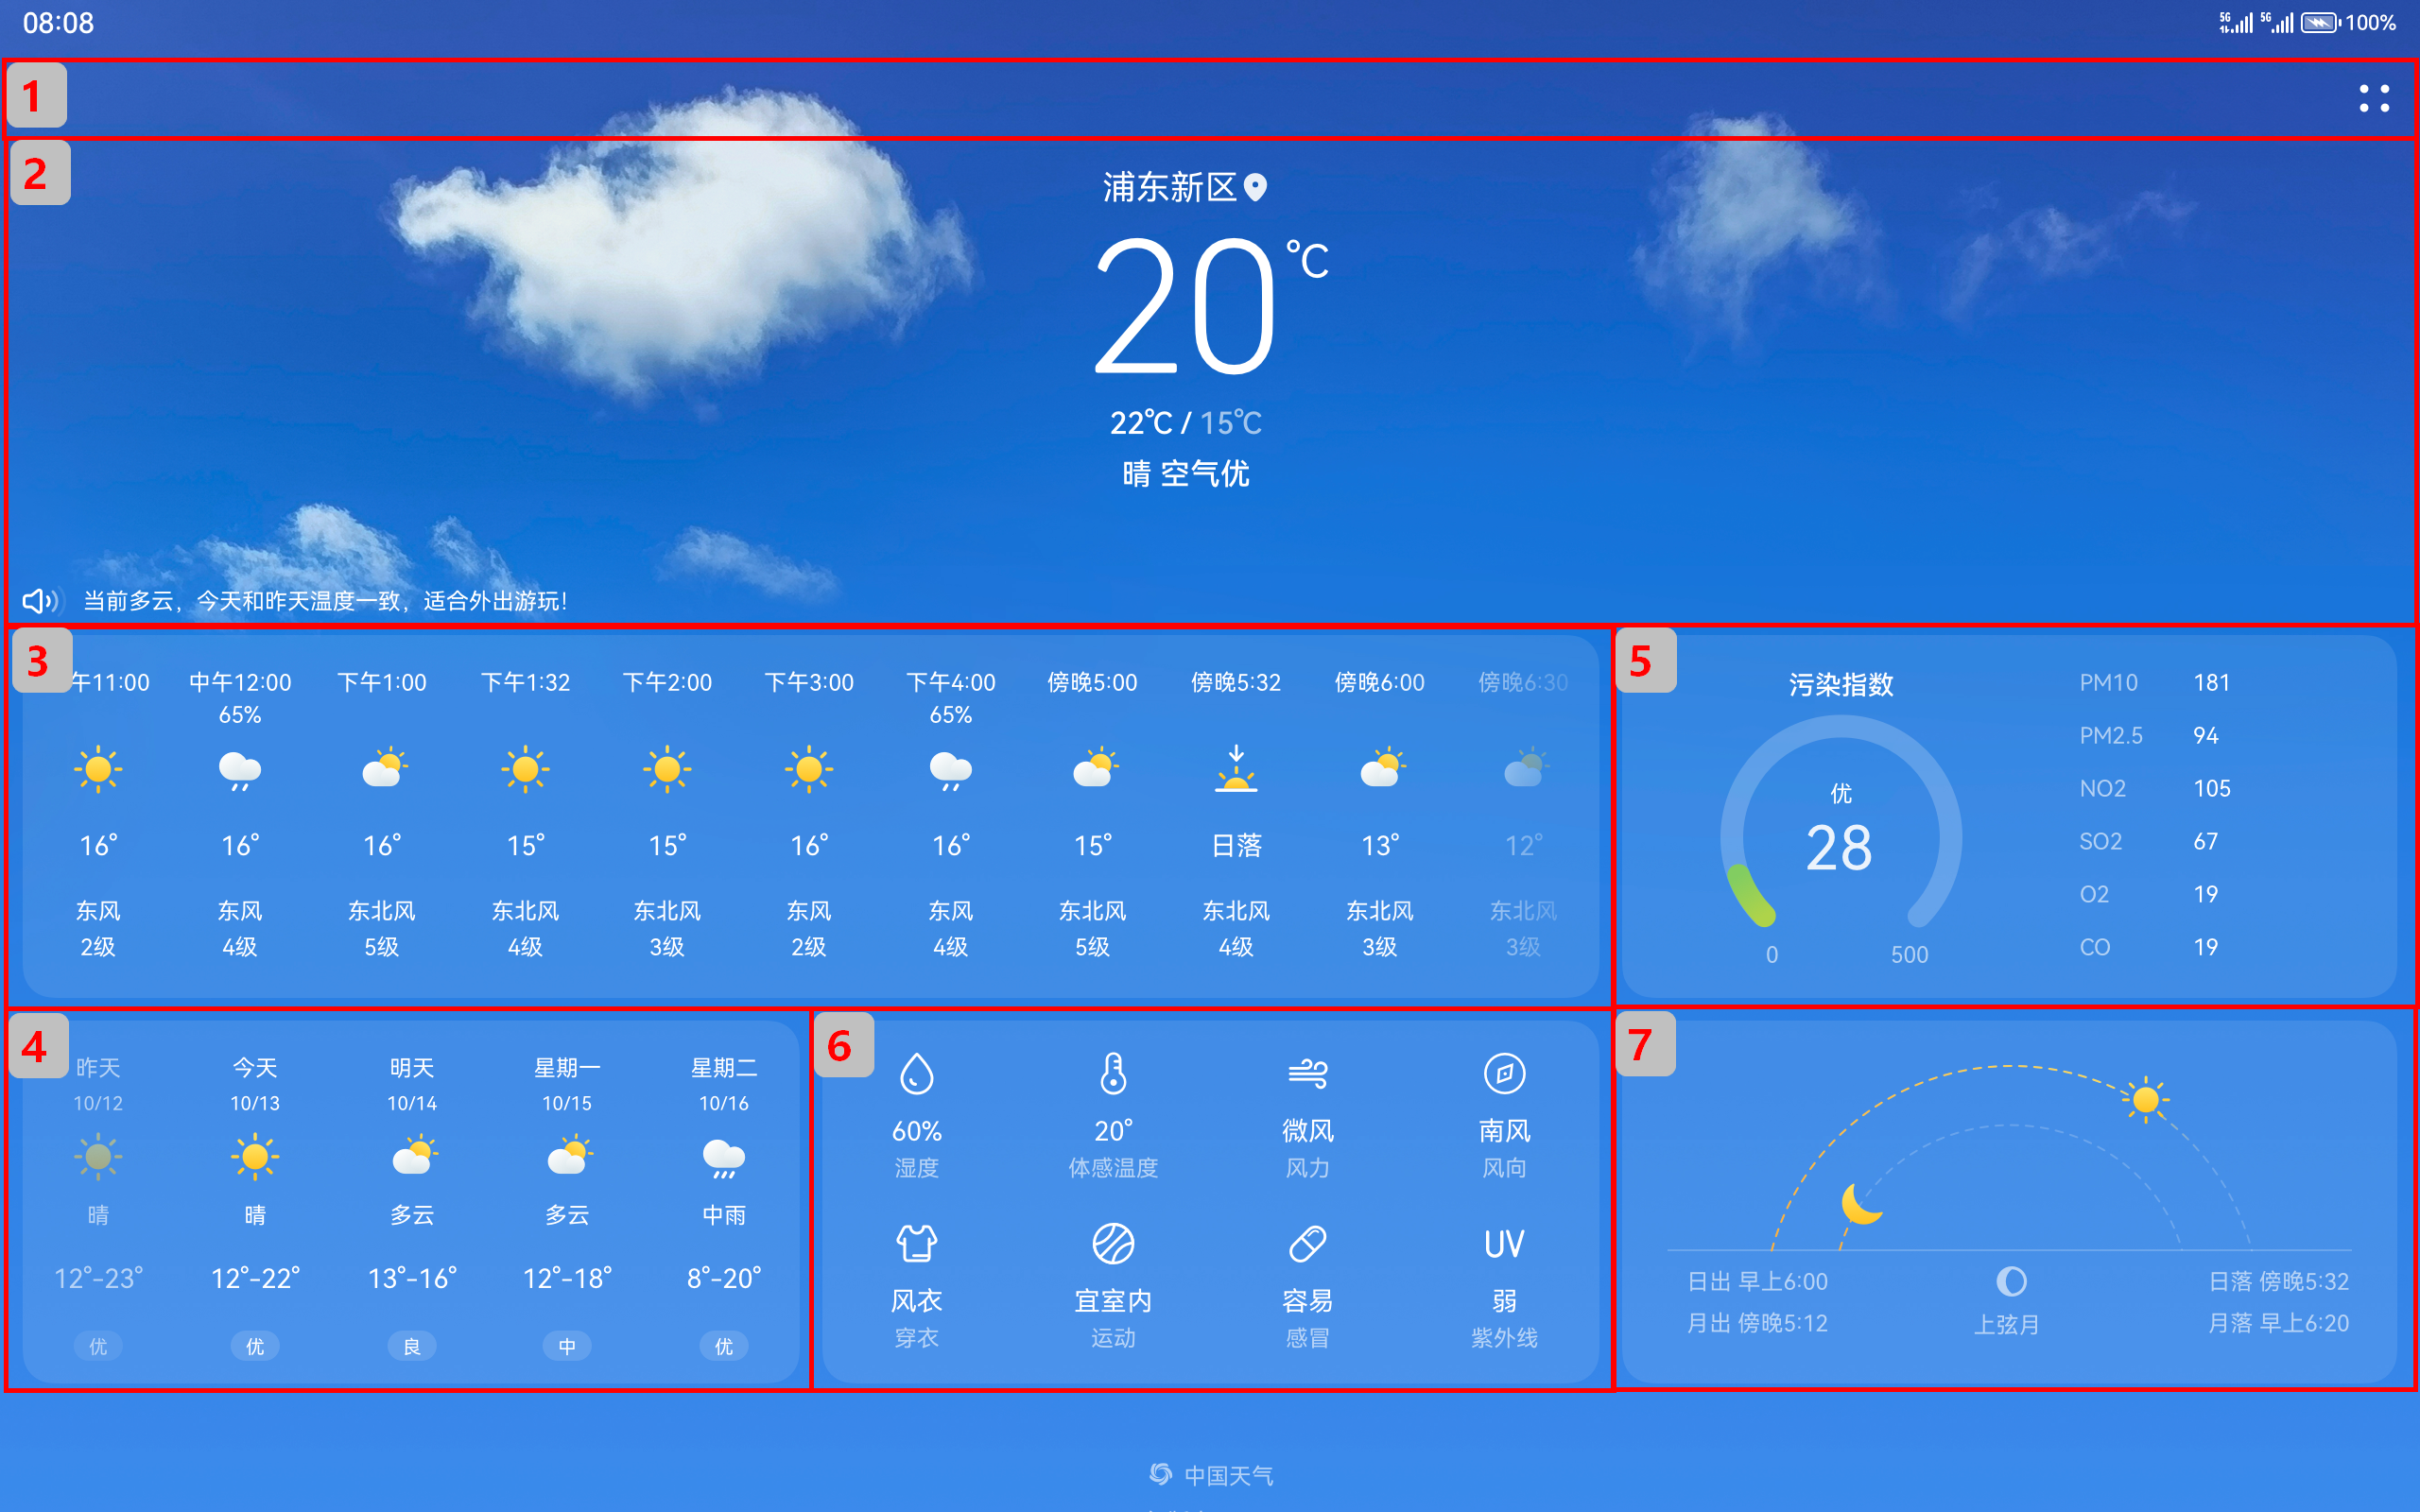 08:08
5G 5G 100%
1
2
浦东新区
20℃
22℃ / 15℃
晴 空气优
当前多云，今天和昨天温度一致，适合外出游玩！
3
午11:00 中午12:00 下午1:00 下午1:32 下午2:00 下午3:00 下午4:00 傍晚5:00 傍晚5:32 傍晚6:00 傍晚6:30
65% 65%
16° 16° 16° 15° 15° 16° 16° 15° 日落 13° 12°
东风 东风 东北风 东北风 东北风 东风 东风 东北风 东北风 东北风 东北风
2级 4级 5级 4级 3级 2级 4级 5级 4级 3级 3级
5
污染指数
优
28
0 500
PM10 181
PM2.5 94
NO2 105
SO2 67
O2 19
CO 19
4
昨天 今天 明天 星期一 星期二
10/12 10/13 10/14 10/15 10/16
晴 晴 多云 多云 中雨
12°-23° 12°-22° 13°-16° 12°-18° 8°-20°
优 优 良 中 优
6
60% 20° 微风 南风
湿度 体感温度 风力 风向
UV
风衣 宜室内 容易 弱
穿衣 运动 感冒 紫外线
7
日出 早上6:00 日落 傍晚5:32
月出 傍晚5:12 上弦月 月落 早上6:20
中国天气